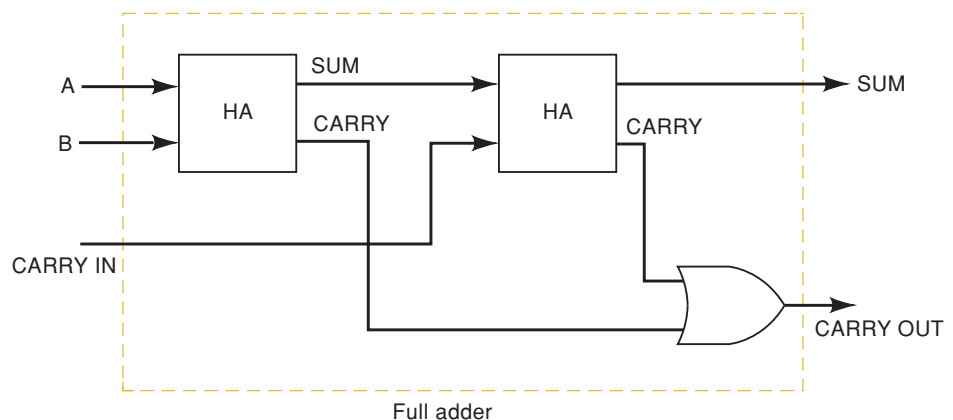 A
B
CARRY IN
HA
SUM
CARRY
HA
CARRY
SUM
CARRY OUT
Full adder